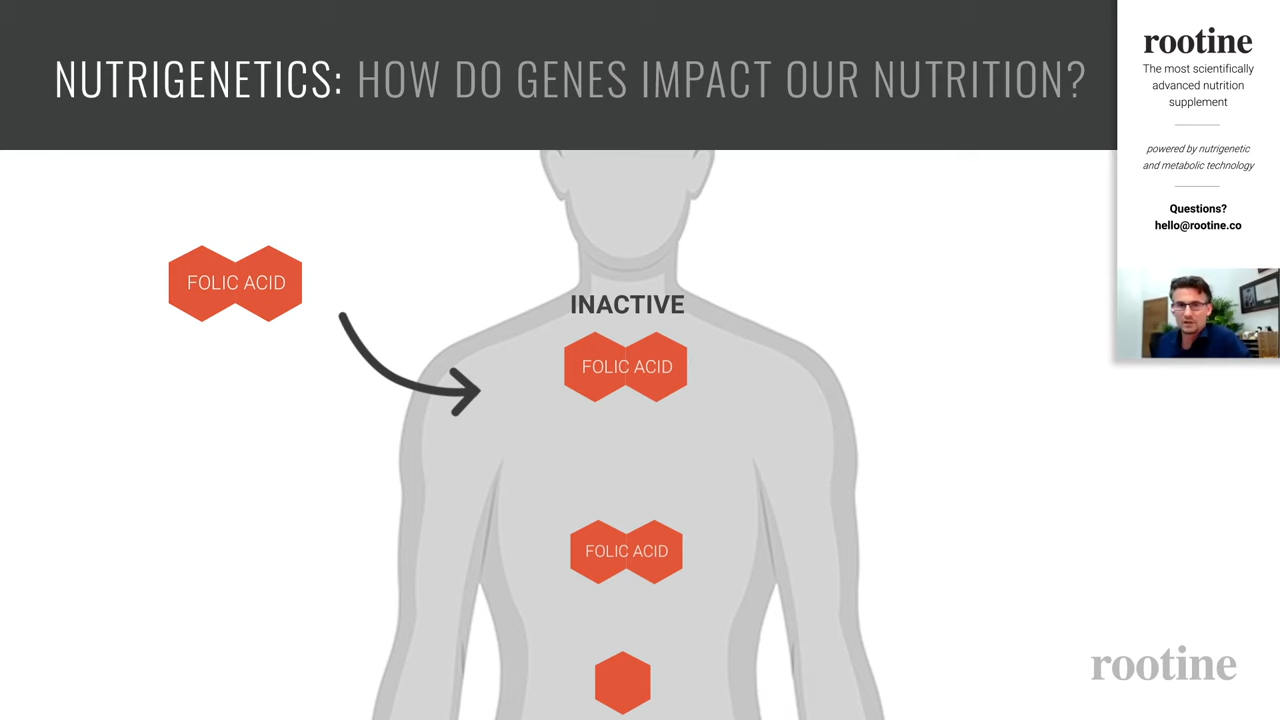 NUTRIGENETICS: HOW DO GENES IMPACT OUR NUTRITION?
rootine
The most scientifically
advanced nutrition
supplement
powered by nutrigenetic
and metabolic technology
Questions?
hello@rootine.co
FOLIC ACID
INACTIVE
FOLIC ACID
FOLIC ACID
rootine